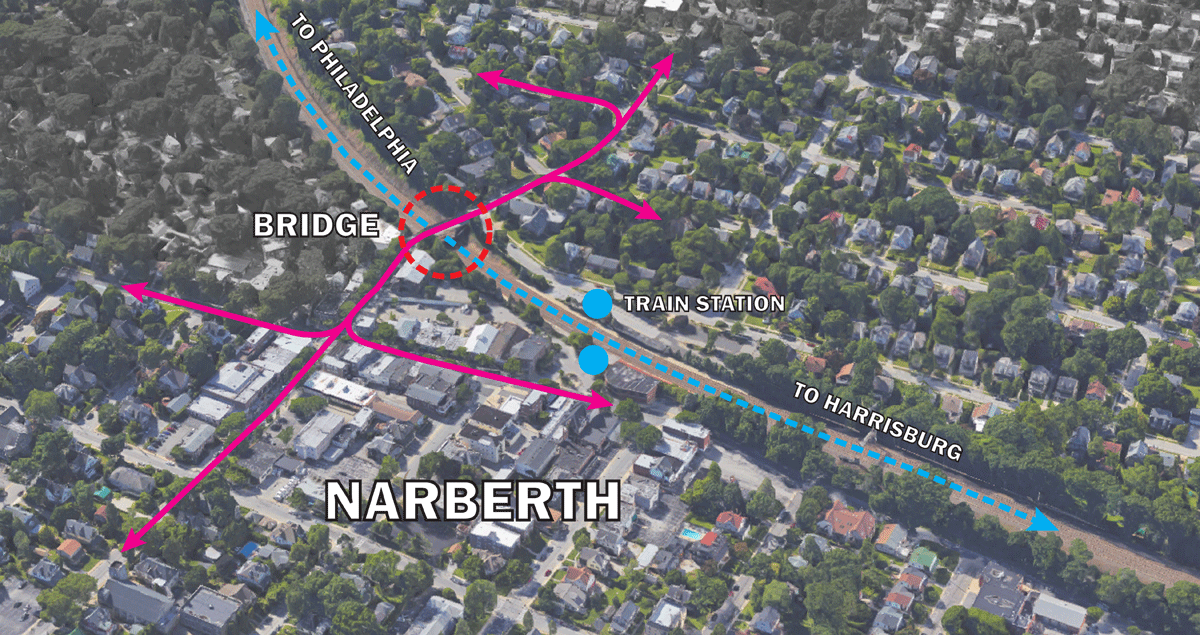 TO PHILADELPHIA
BRIDGE
TRAIN STATION
TO HARRISBURG
NARBERTH